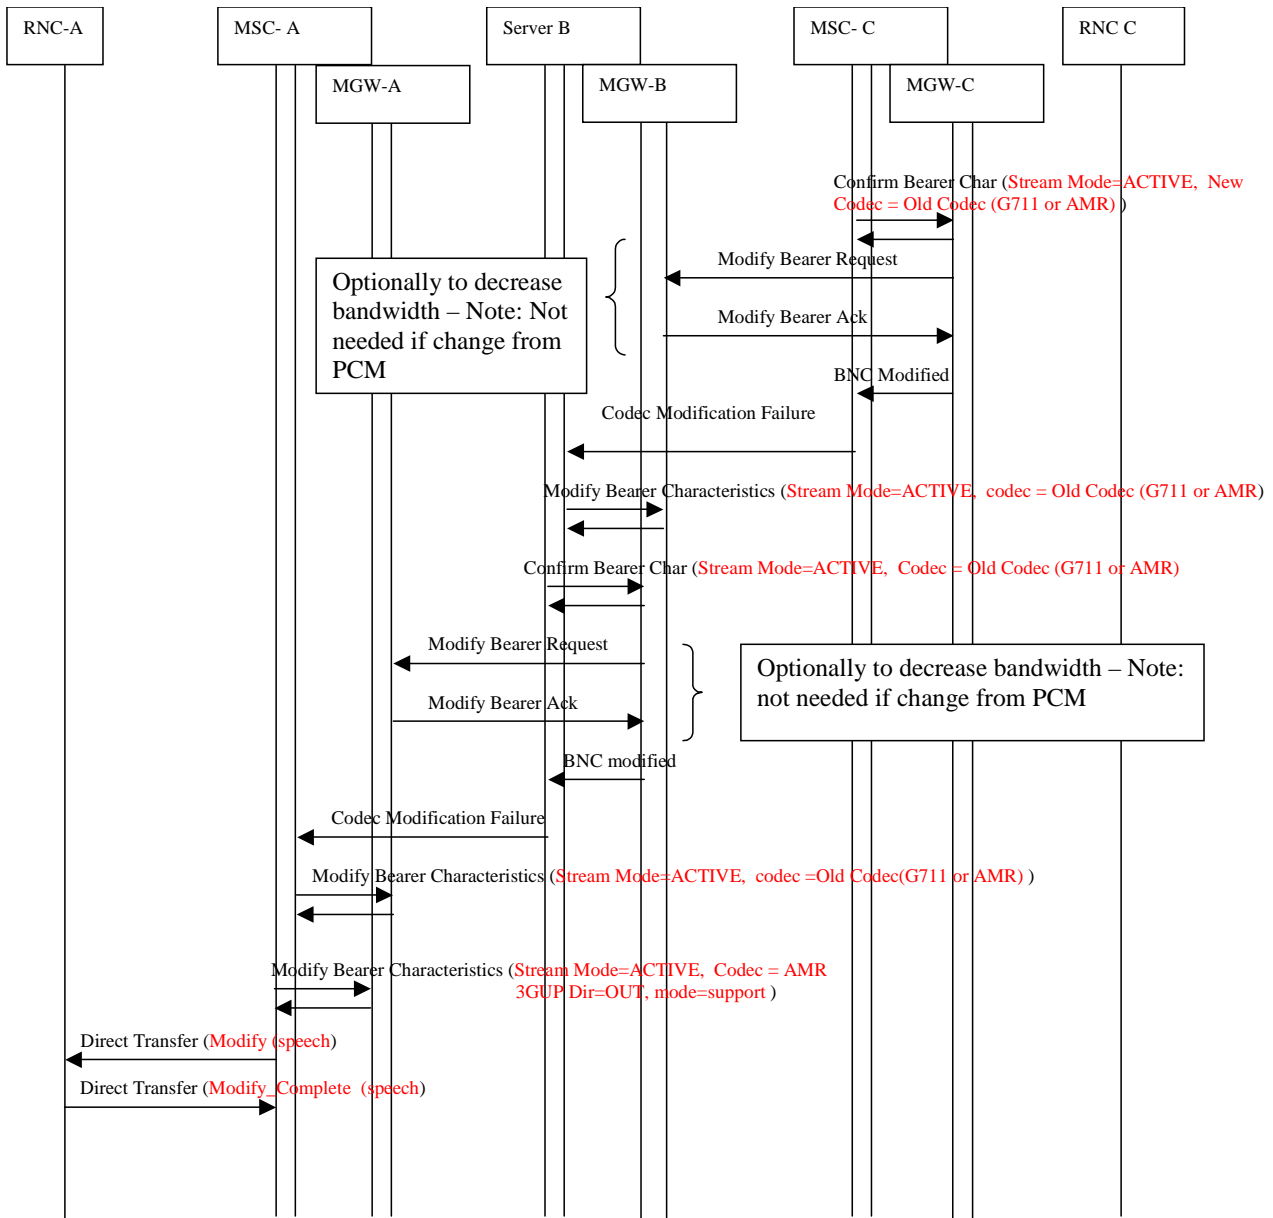 RNC-A
MSC- A
Server B
MSC- C
RNC C
MGW-A
MGW-B
MGW-C
Confirm Bearer Char (Stream Mode=ACTIVE,  New
Codec = Old Codec (G711 or AMR) )
Modify Bearer Request
Optionally to decrease
bandwidth – Note: Not
needed if change from
PCM
Modify Bearer Ack
BNC Modified
Codec Modification Failure
Modify Bearer Characteristics (Stream Mode=ACTIVE,  codec = Old Codec (G711 or AMR)
Confirm Bearer Char (Stream Mode=ACTIVE,  Codec = Old Codec (G711 or AMR)
Modify Bearer Request
Optionally to decrease bandwidth – Note:
not needed if change from PCM
Modify Bearer Ack
BNC modified
Codec Modification Failure
Modify Bearer Characteristics (Stream Mode=ACTIVE,  codec =Old Codec(G711 or AMR) )
Modify Bearer Characteristics (Stream Mode=ACTIVE,  Codec = AMR
3GUP Dir=OUT, mode=support )
Direct Transfer (Modify (speech)
Direct Transfer (Modify_Complete  (speech)